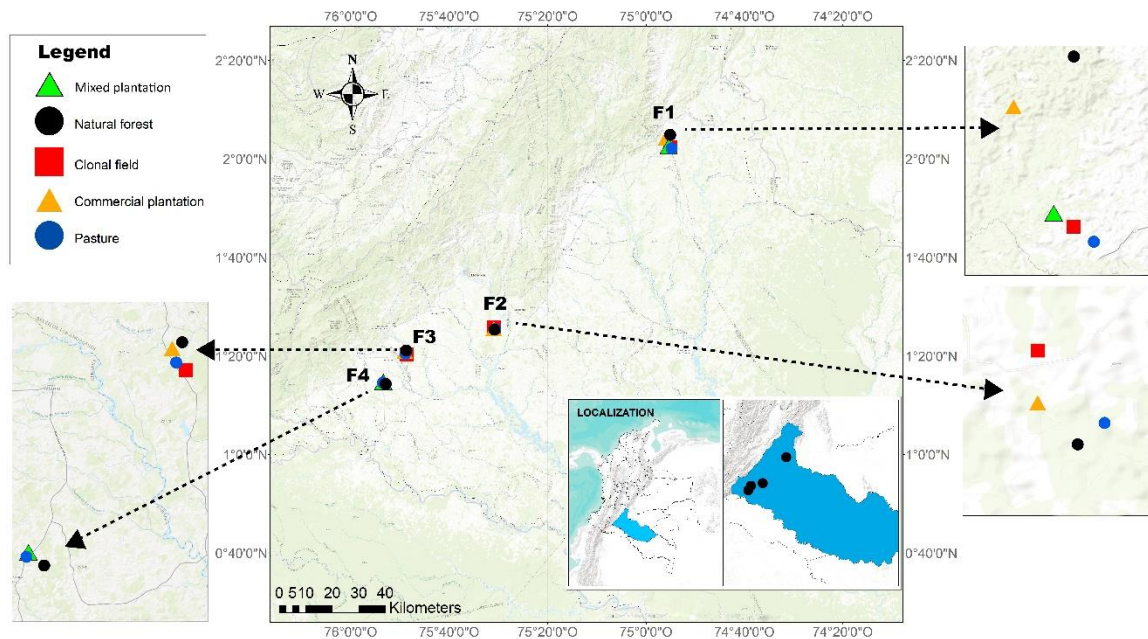 Legend
Mixed plantation
Natural forest
Clonal field
Commercial plantation
Pasture
76°0'0"W 75°40'0"W 75°20'0"W 75°0'0"W 74°40'0"W 74°20'0"W
2°20'0"N 2°20'0"N
2°0'0"N 2°0'0"N
1°40'0"N 1°40'0"N
1°20'0"N 1°20'0"N
1°0'0"N 1°0'0"N
0°40'0"N 0°40'0"N
N
W E
S
F1
F2
F3
F4
LOCALIZATION
0 5 10 20 30 40
Kilometers
76°0'0"W 75°40'0"W 75°20'0"W 75°0'0"W 74°40'0"W 74°20'0"W